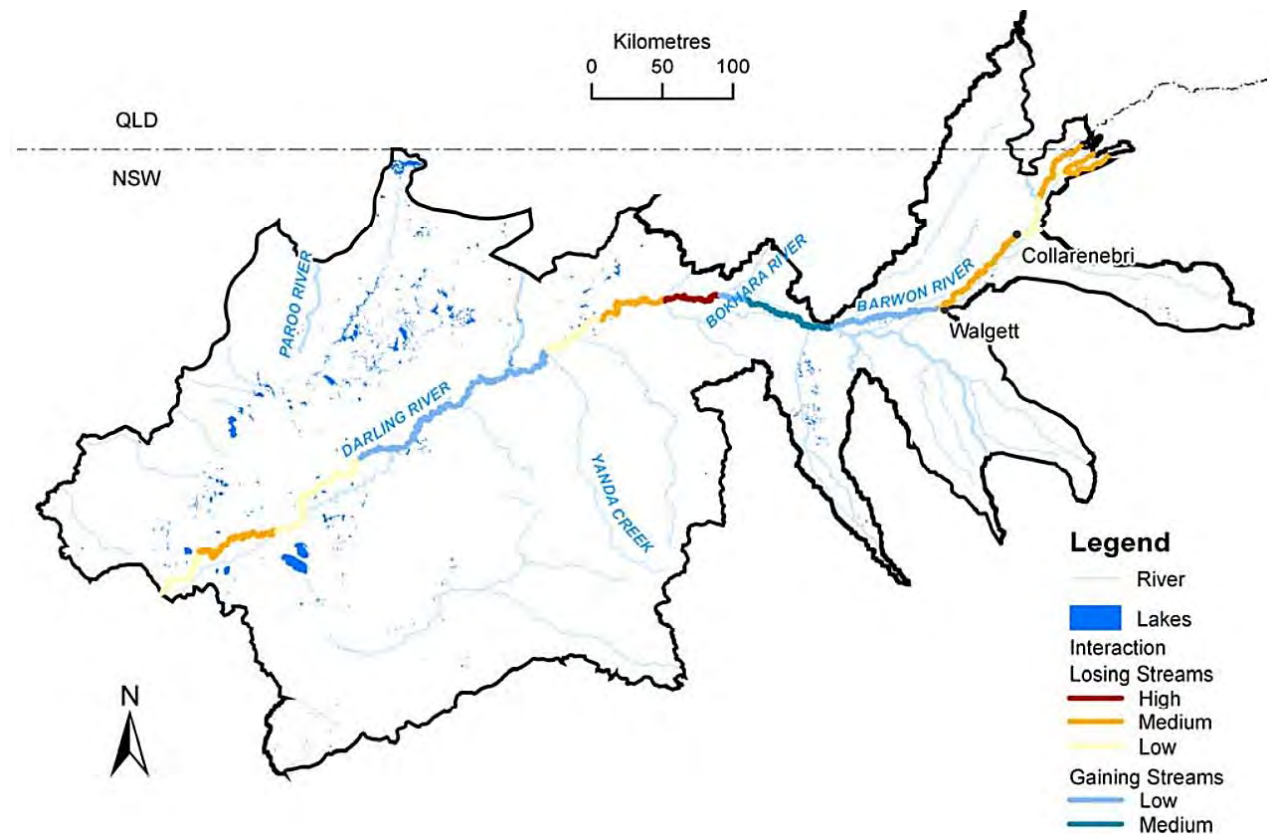 Kilometres
0 50 100
QLD
NSW
PAROO RIVER
DARLING RIVER
YANDA CREEK
BOKHARA RIVER
BARWON RIVER
Collarenebri
Walgett
N
Legend
River
Lakes
Interaction
Losing Streams
High
Medium
Low
Gaining Streams
Low
Medium